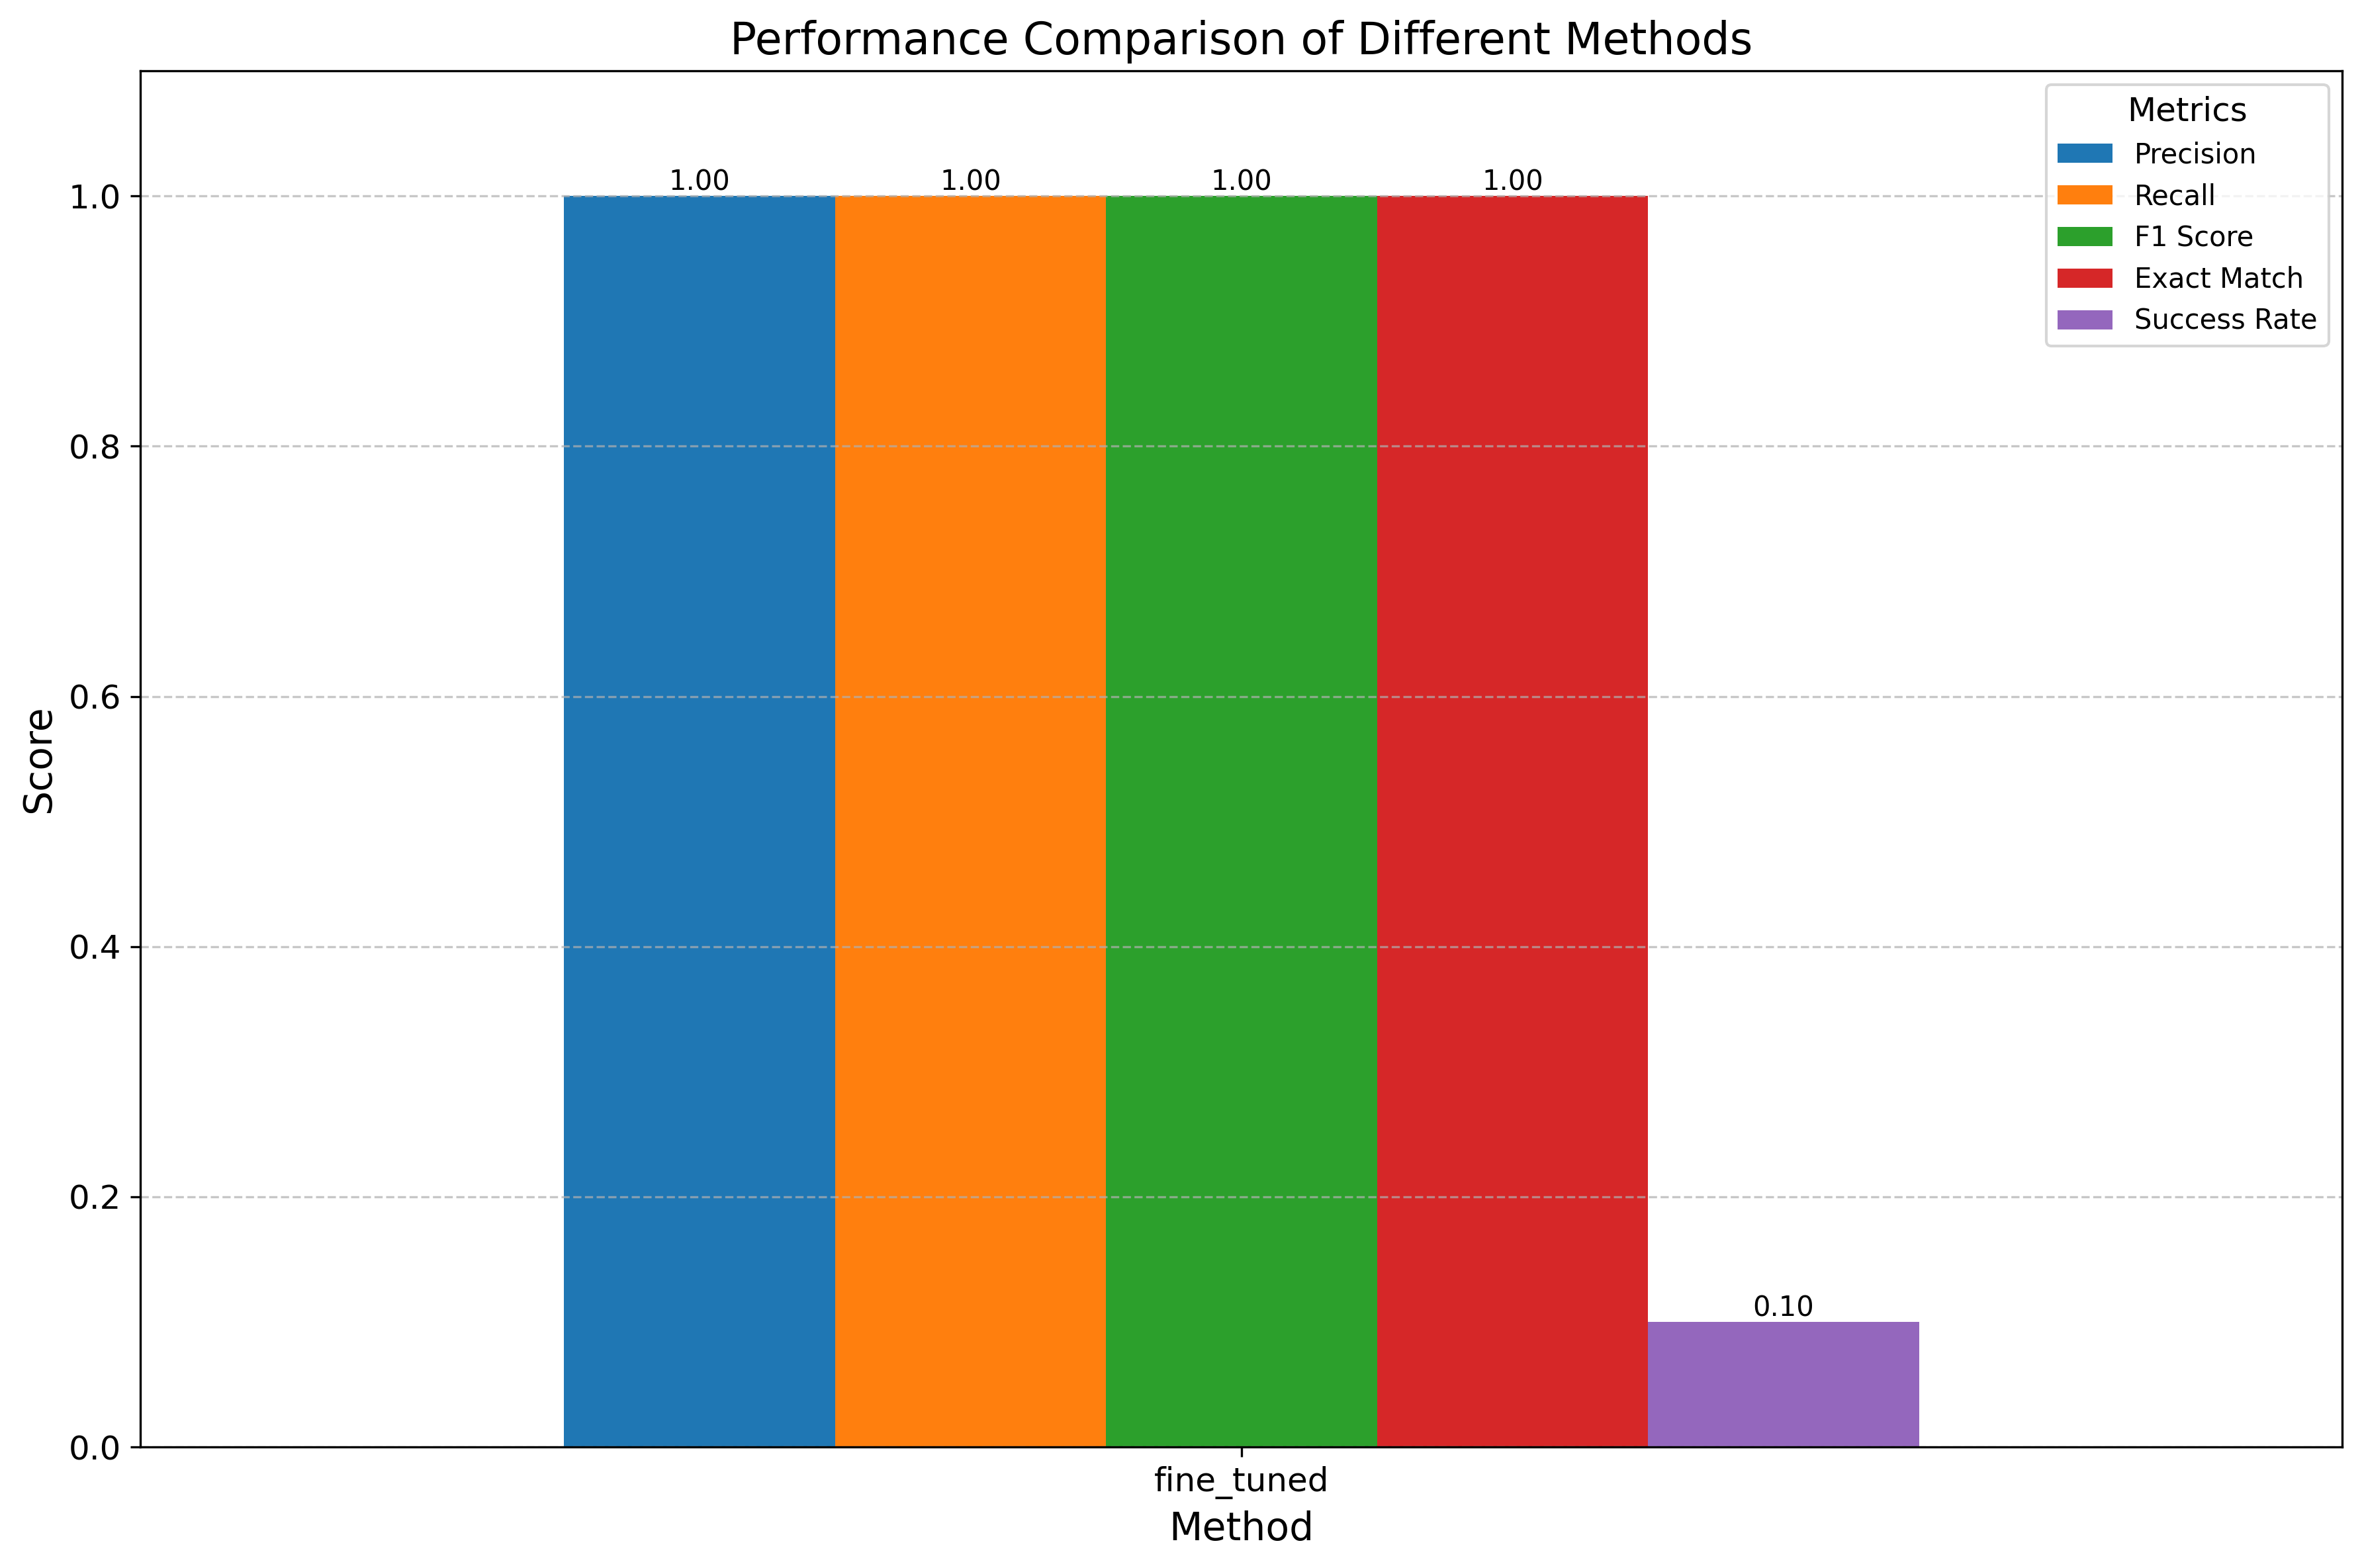 Performance Comparison of Different Methods
Metrics
Precision
Recall
F1 Score
Exact Match
Success Rate
1.00
1.00
1.00
1.00
0.10
1.0
0.8
0.6
0.4
0.2
0.0
Score
fine_tuned
Method